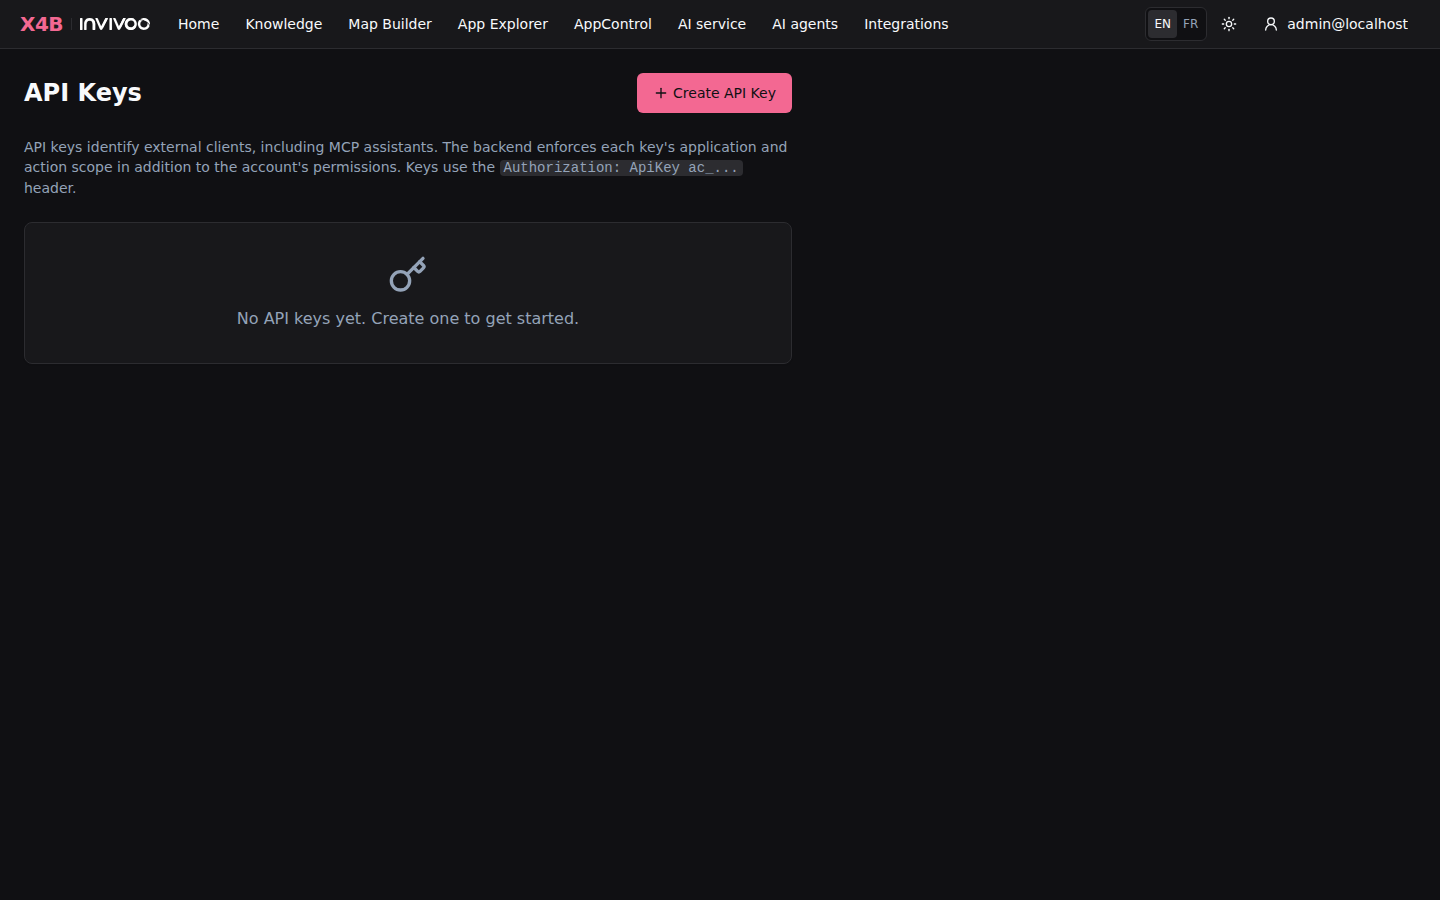 X4B INVIVOO Home Knowledge Map Builder App Explorer AppControl AI service AI agents Integrations EN FR admin@localhost
API Keys
+ Create API Key
API keys identify external clients, including MCP assistants. The backend enforces each key's application and
action scope in addition to the account's permissions. Keys use the Authorization: ApiKey ac_...
header.
No API keys yet. Create one to get started.